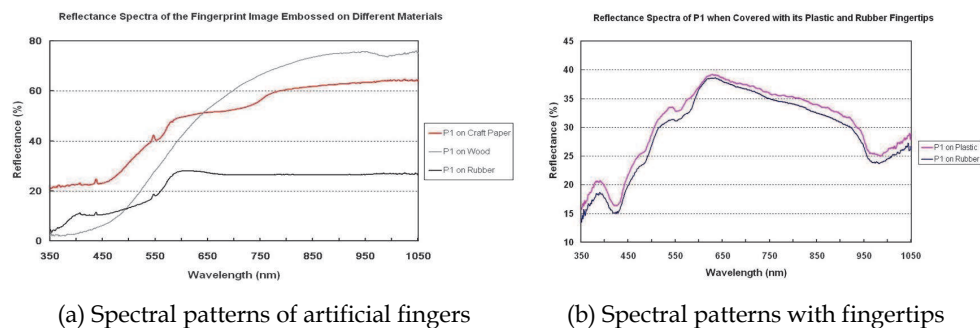 Reflectance Spectra of the Fingerprint Image Embossed on Different Materials
80
60
40
20
0
Reflectance (%)
350 450 550 650 750 850 950 1050
Wavelength (nm)
P1 on Craft Paper
P1 on Wood
P1 on Rubber
(a) Spectral patterns of artificial fingers
Reflectance Spectra of P1 when Covered with its Plastic and Rubber Fingertips
45
40
35
30
25
20
15
10
Reflectance (%)
350 450 550 650 750 850 950 1050
Wavelength (nm)
P1 on Plastic
P1 on Rubber
(b) Spectral patterns with fingertips